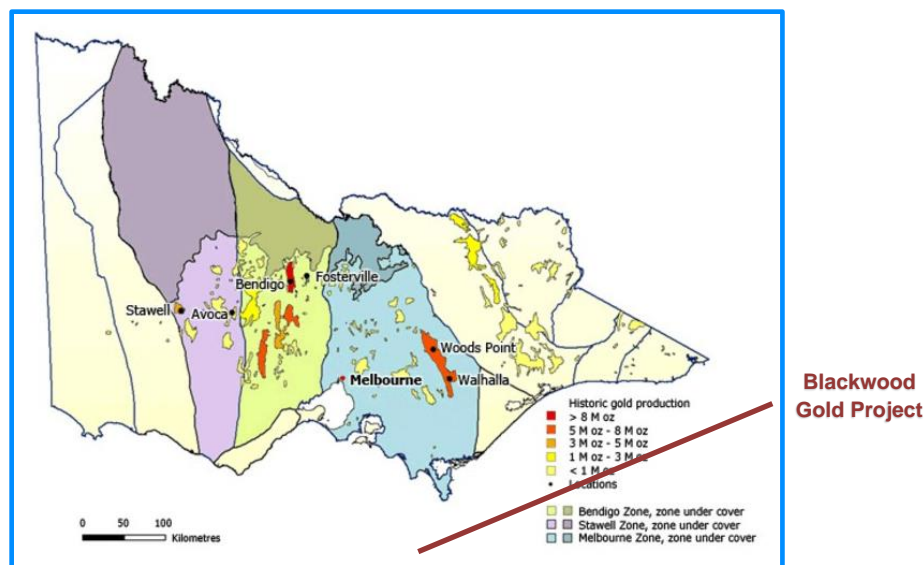 Fosterville
Bendigo
Stawell
Avoca
Woods Point
Melbourne
Walhalla
Blackwood
Gold Project
Historic gold production
> 8 M oz
5 M oz - 8 M oz
3 M oz - 5 M oz
1 M oz - 3 M oz
< 1 M oz
Locations
Bendigo Zone, zone under cover
Stawell Zone, zone under cover
Melbourne Zone, zone under cover
0 50 100
Kilometres